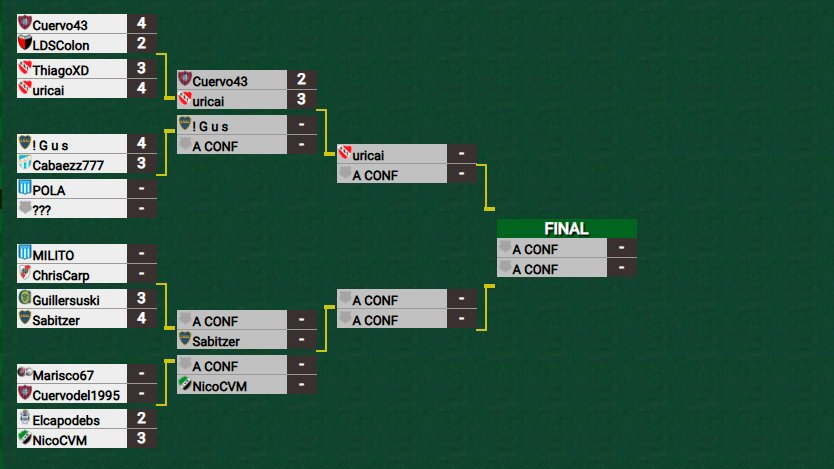 Cuervo43 4
LDSColon 2
ThiagoXD 3
uricai 4
! G u s 4
Cabaezz777 3
POLA -
??? -
MILITO -
ChrisCarp -
Guillersuski 3
Sabitzer 4
Marisco67 -
Cuervodel1995 -
Elcapodebs 2
NicoCVM 3
Cuervo43 2
uricai 3
! G u s -
A CONF -
A CONF -
Sabitzer -
A CONF -
NicoCVM -
uricai -
A CONF -
A CONF -
A CONF -
FINAL
A CONF -
A CONF -